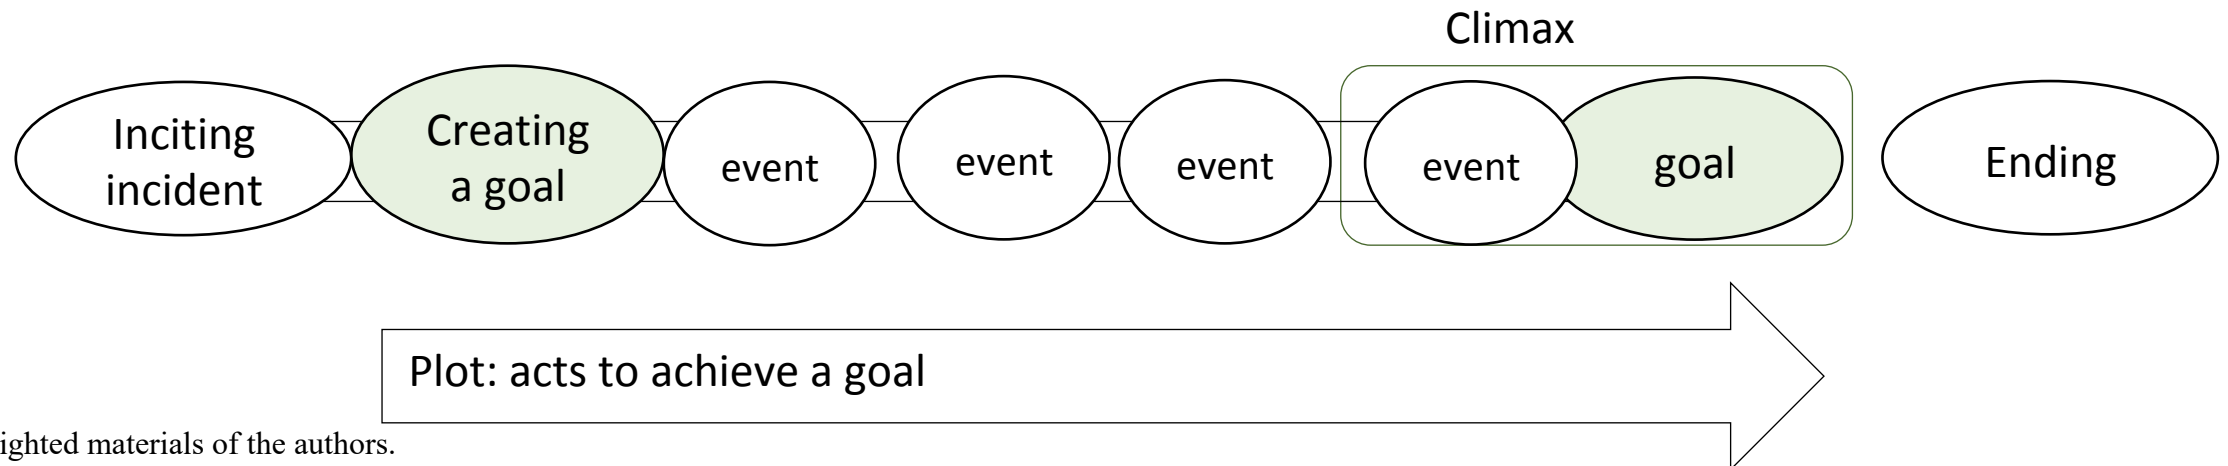 Climax
Inciting
incident
Creating
a goal
event
event
event
event
goal
Ending
Plot: acts to achieve a goal
ighted materials of the authors.